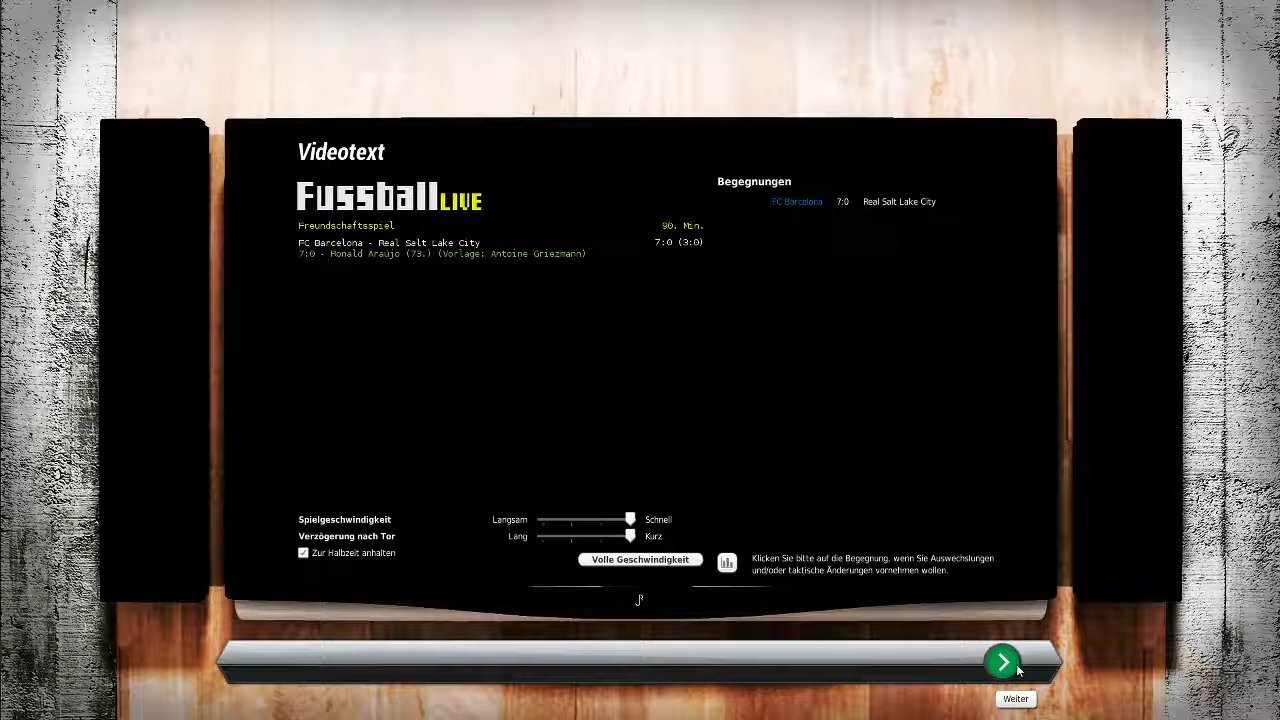 Videotext
Fussball LIVE
Freundschaftsspiel 90. Min.
FC Barcelona - Real Salt Lake City 7:0 (3:0)
7:0 - Ronald Araújo (73.) (Vorlage: Antoine Griezmann)
Begegnungen
FC Barcelona 7:0 Real Salt Lake City
Spielgeschwindigkeit Langsam Schnell
Verzögerung nach Tor Lang Kurz
Zur Halbzeit anhalten
Volle Geschwindigkeit
Klicken Sie bitte auf die Begegnung, wenn Sie Auswechslungen
und/oder taktische Änderungen vornehmen wollen.
Weiter